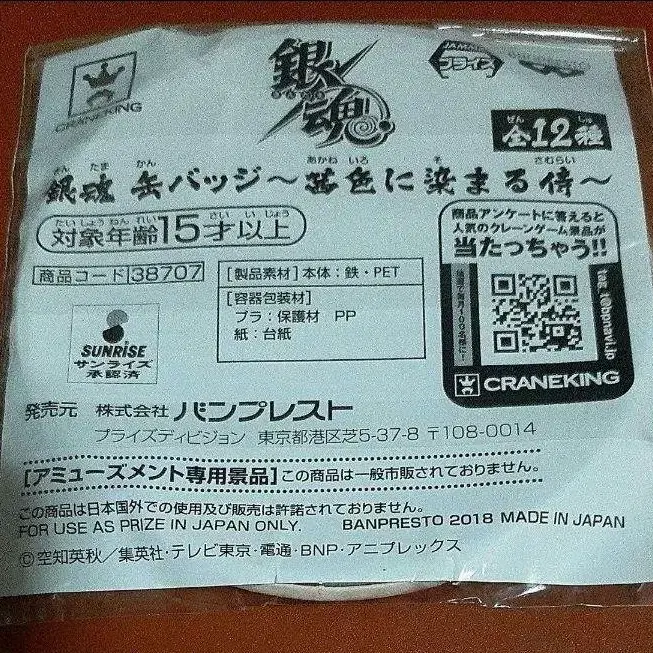 CRANEKING
銀魂
プライズ
全12種
銀魂 缶バッジ〜茜色に染まる侍〜
対象年齢15才以上
商品コード 38707
[製品素材]本体：鉄・PET
[容器包装材]
プラ：保護材 PP
紙：台紙
商品アンケートに答えると
人気のクレーンゲーム景品が
当たっちゃう!!
CRANEKING
SUNRISE
サンライズ
承認済
発売元 株式会社 バンプレスト
プライズディビジョン 東京都港区芝5-37-8 〒108-0014
[アミューズメント専用景品]この商品は一般市販されておりません。
この商品は日本国外での使用及び販売は許諾されておりません。
FOR USE AS PRIZE IN JAPAN ONLY. BANPRESTO 2018 MADE IN JAPAN
©空知英秋／集英社・テレビ東京・電通・BNP・アニプレックス